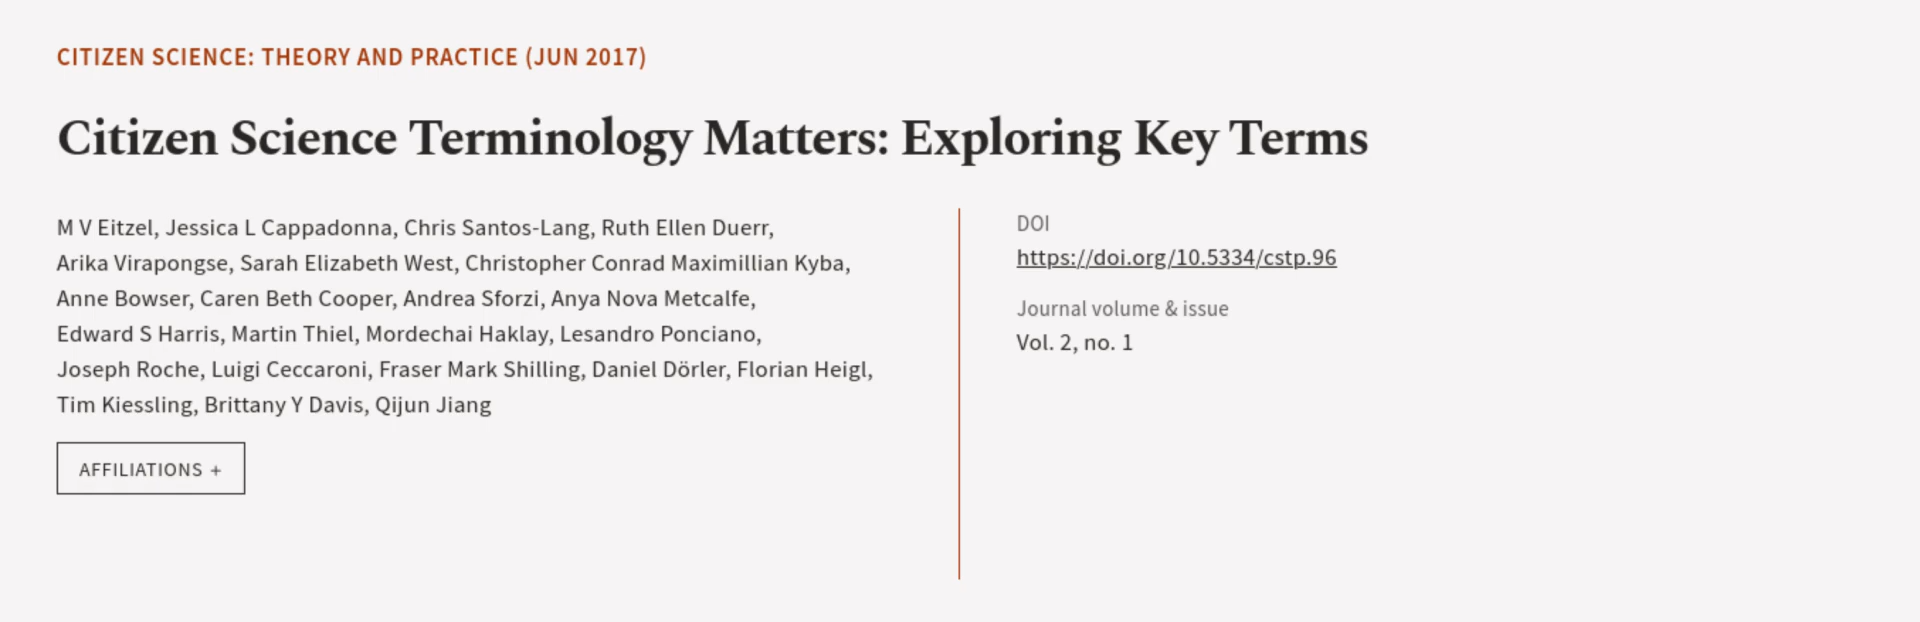 CITIZEN SCIENCE: THEORY AND PRACTICE (JUN 2017)
Citizen Science Terminology Matters: Exploring Key Terms
M V Eitzel, Jessica L Cappadonna, Chris Santos-Lang, Ruth Ellen Duerr,
Arika Virapongse, Sarah Elizabeth West, Christopher Conrad Maximillian Kyba,
Anne Bowser, Caren Beth Cooper, Andrea Sforzi, Anya Nova Metcalfe,
Edward S Harris, Martin Thiel, Mordechai Haklay, Lesandro Ponciano,
Joseph Roche, Luigi Ceccaroni, Fraser Mark Shilling, Daniel Dörler, Florian Heigl,
Tim Kiessling, Brittany Y Davis, Qijun Jiang
AFFILIATIONS +
DOI
https://doi.org/10.5334/cstp.96
Journal volume & issue
Vol. 2, no. 1